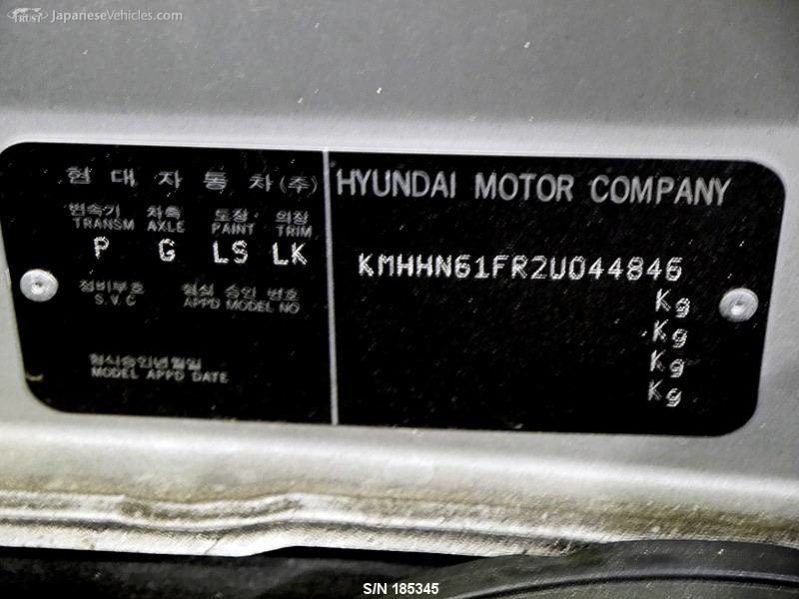 TRUST JapaneseVehicles.com
현대자동차(주)
변속기 차축 도장 의장
TRANSM AXLE PAINT TRIM
P G LS LK
정비부호 형식 승인 번호
S.V.C APPD MODEL NO
형식승인년월일
MODEL APPD DATE
HYUNDAI MOTOR COMPANY
KMHHN61FR2U044846
Kg
Kg
Kg
Kg
S/N 185345